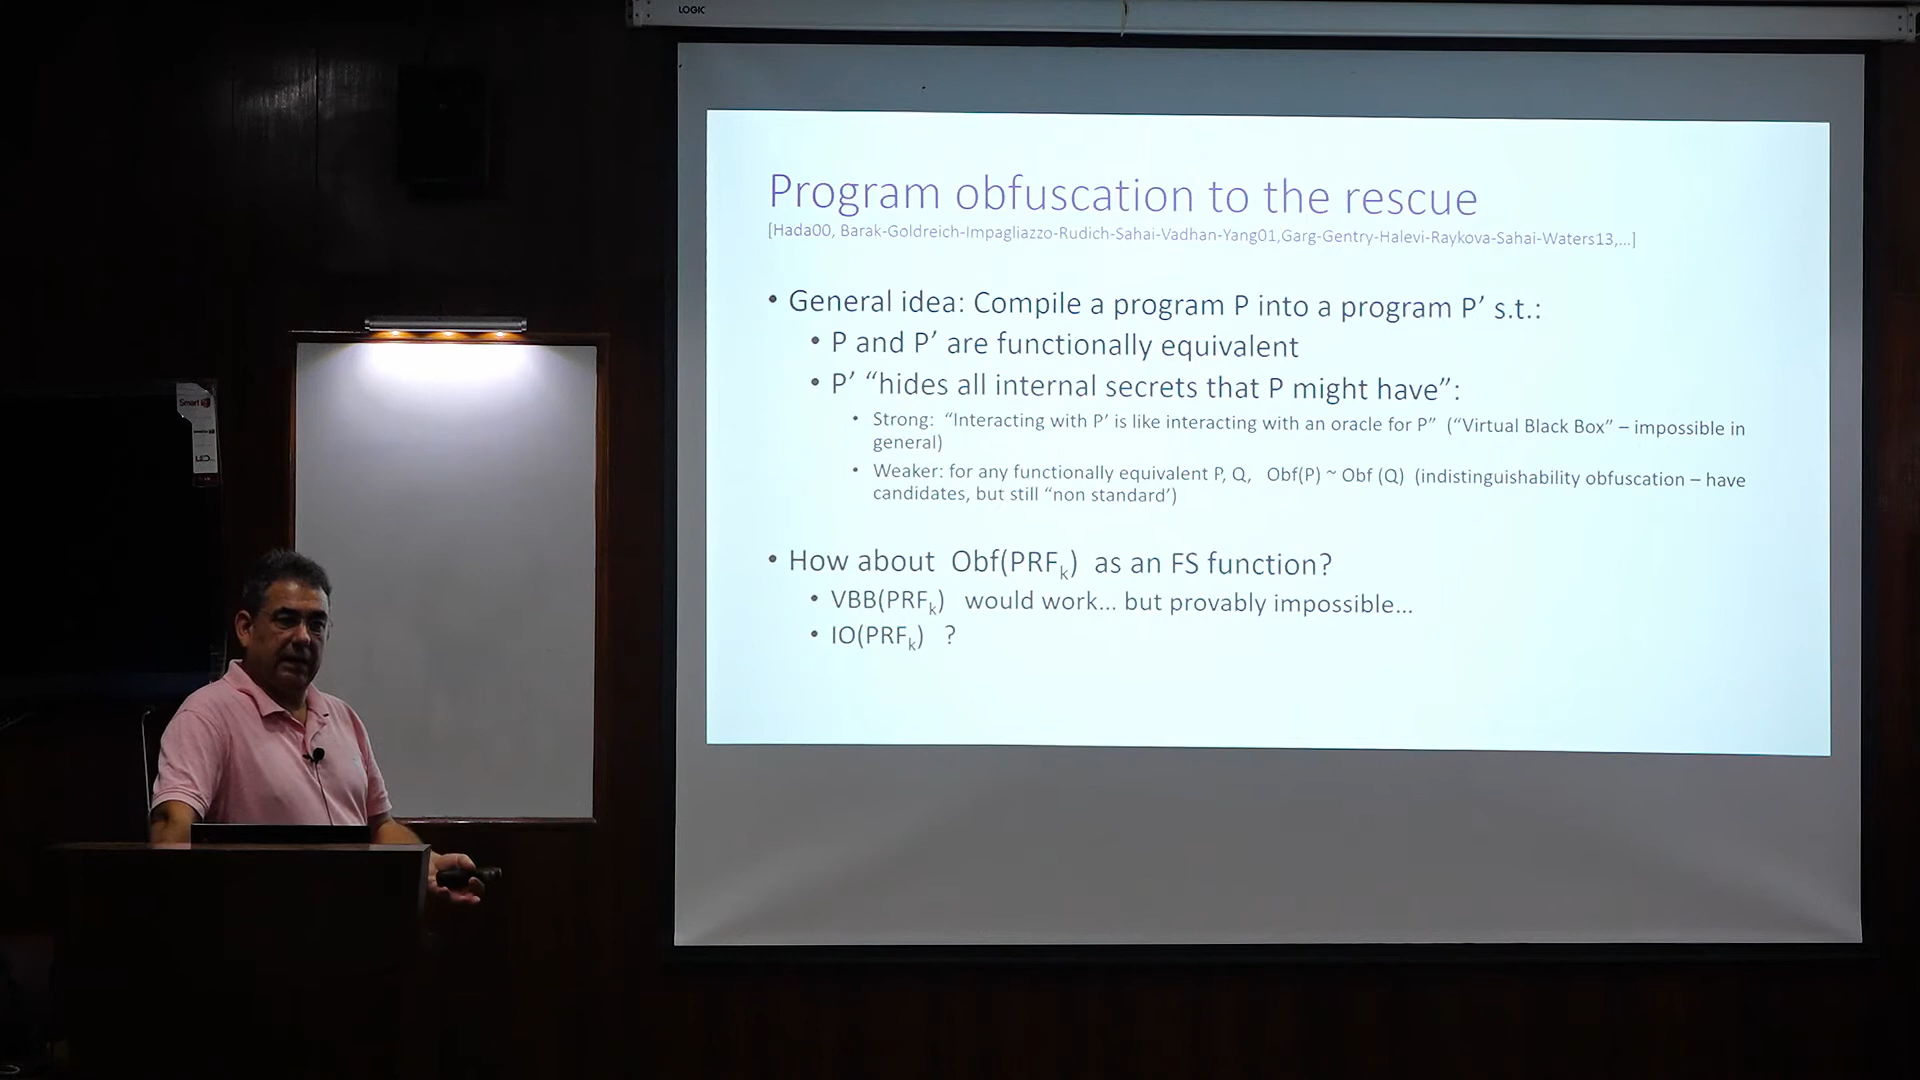 LOGIC
Program obfuscation to the rescue
[Hada00, Barak-Goldreich-Impagliazzo-Rudich-Sahai-Vadhan-Yang01,Garg-Gentry-Halevi-Raykova-Sahai-Waters13,...]
• General idea: Compile a program P into a program P’ s.t.:
• P and P’ are functionally equivalent
• P’ “hides all internal secrets that P might have”:
• Strong: “Interacting with P’ is like interacting with an oracle for P” (“Virtual Black Box” – impossible in
general)
• Weaker: for any functionally equivalent P, Q, Obf(P) ~ Obf (Q) (indistinguishability obfuscation – have
candidates, but still “non standard’)
• How about Obf(PRFk) as an FS function?
• VBB(PRFk) would work... but provably impossible...
• IO(PRFk) ?
Smart